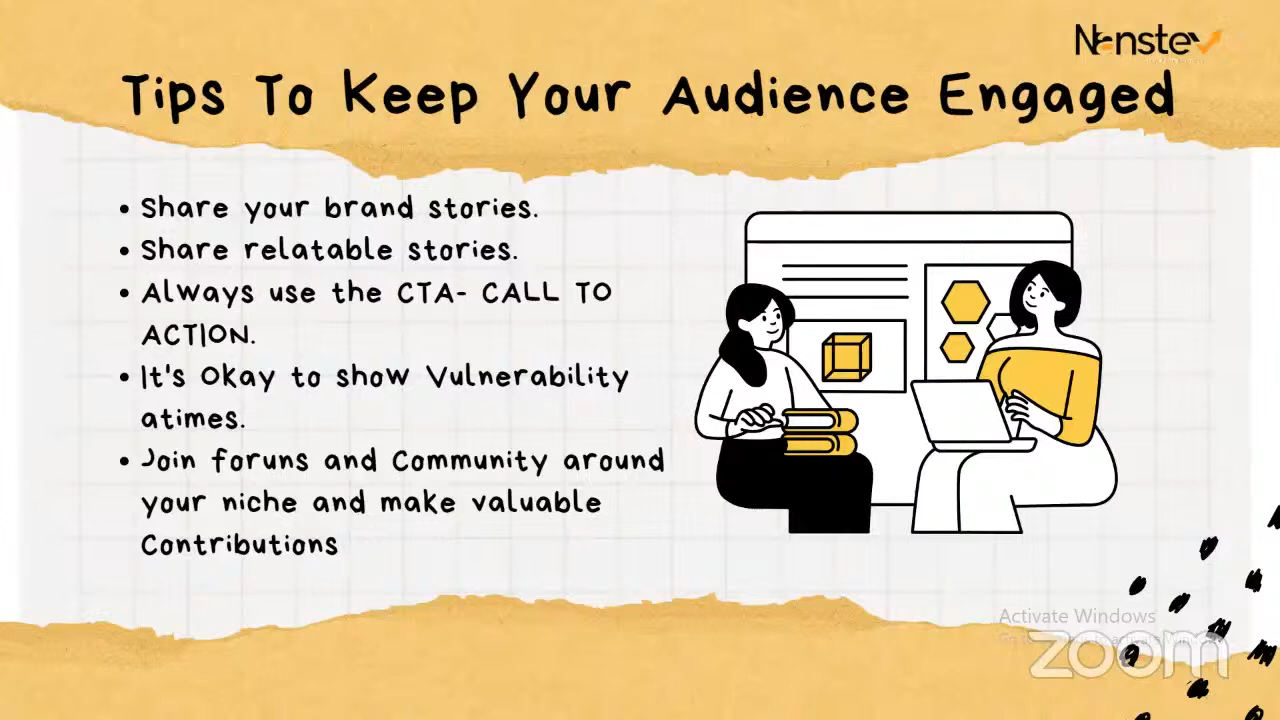 Nenstev
Tips To Keep Your Audience Engaged
Share your brand stories.
Share relatable stories.
Always use the CTA- CALL TO
ACTION.
It's Okay to show Vulnerability
atimes.
Join foruns and Community around
your niche and make valuable
Contributions
Activate Windows
zoom